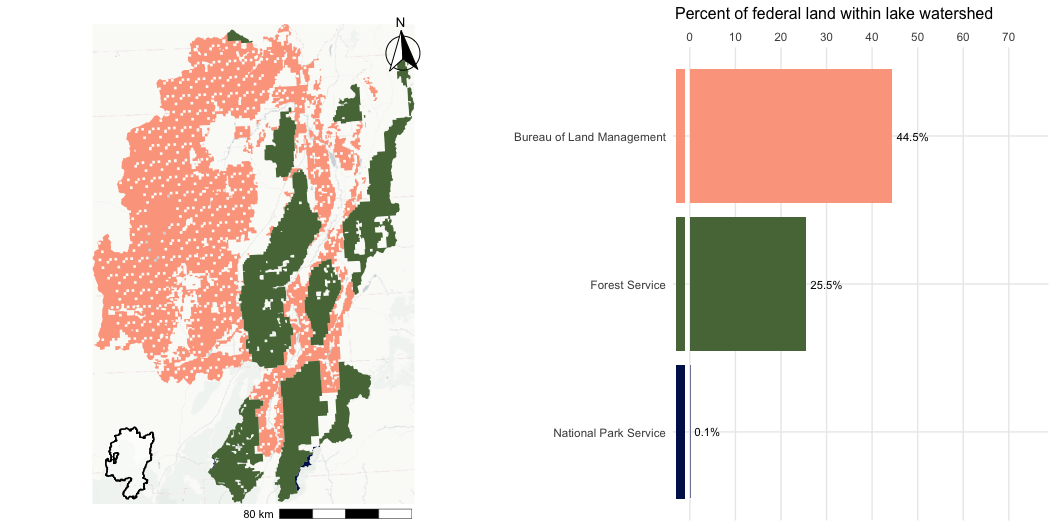 N
80 km
Percent of federal land within lake watershed
0 10 20 30 40 50 60 70
Bureau of Land Management 44.5%
Forest Service 25.5%
National Park Service 0.1%